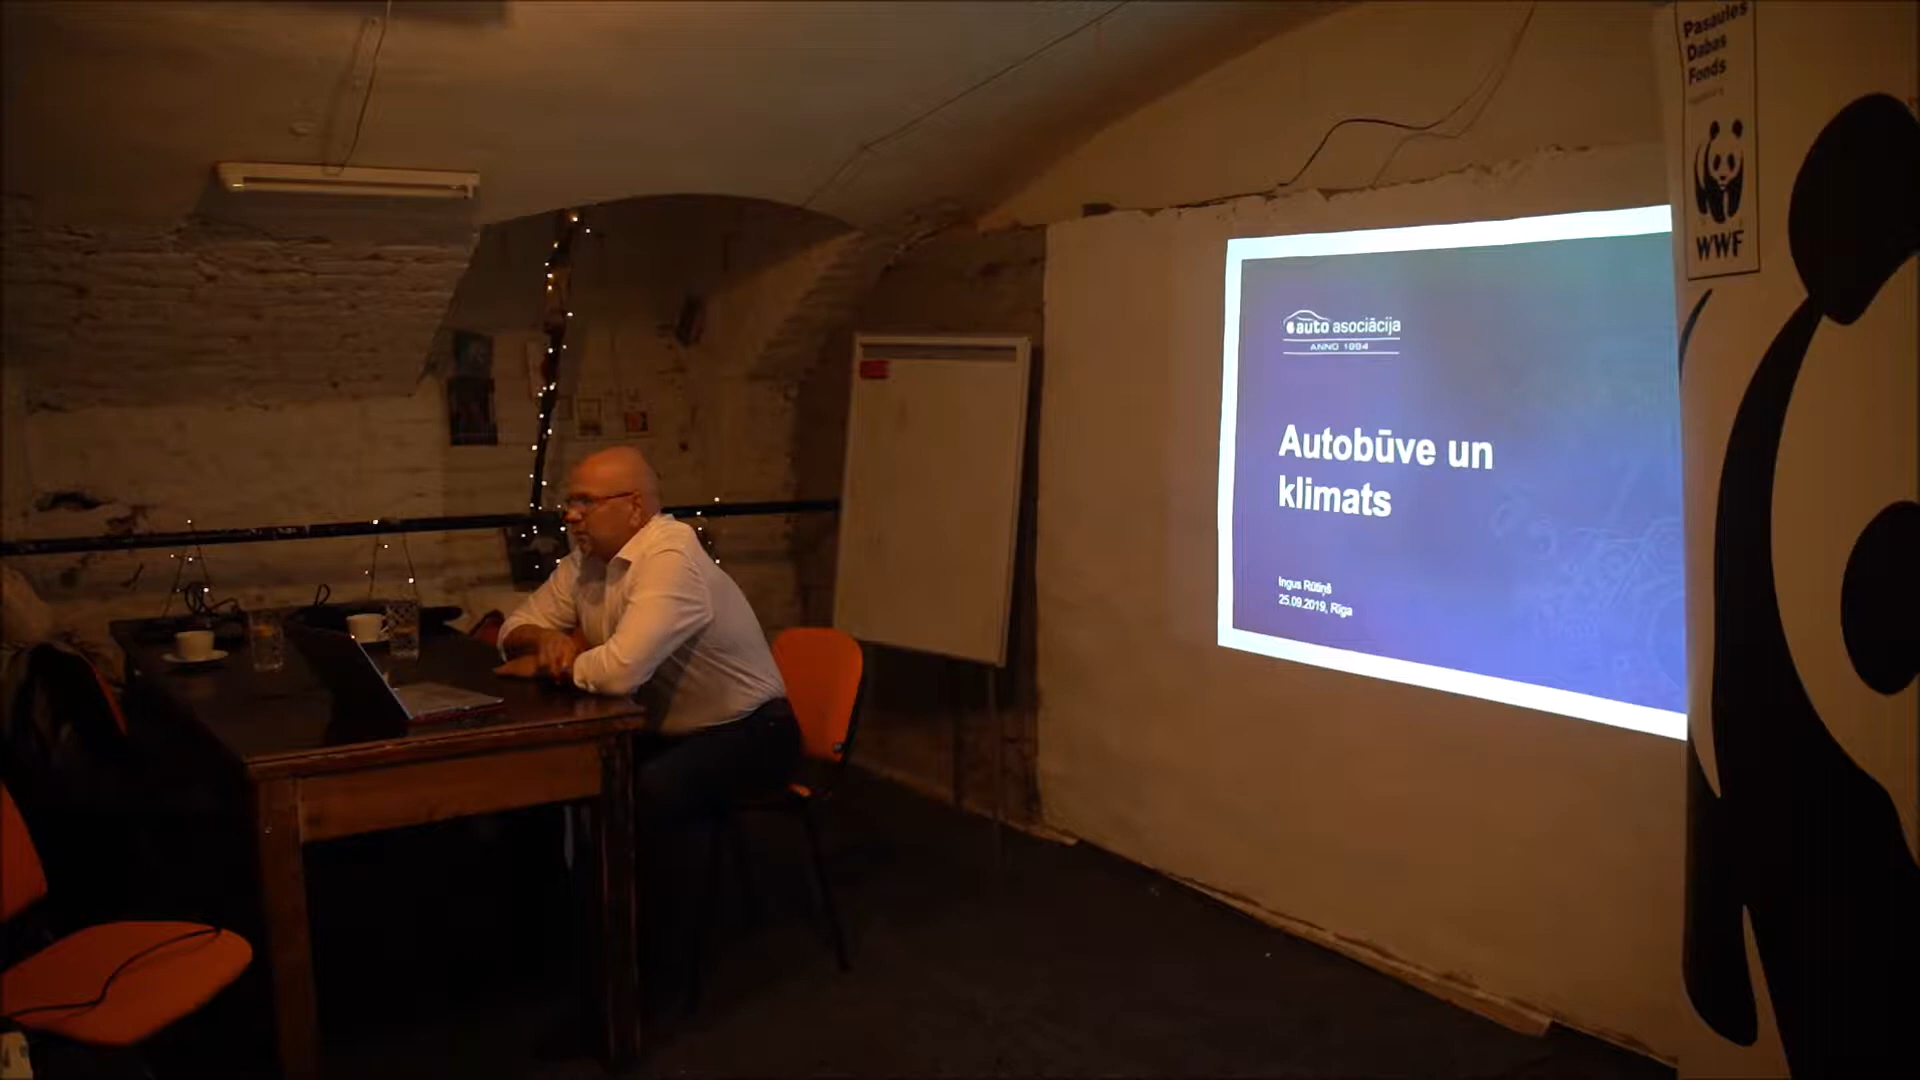 auto asociācija
ANNO 1994
Autobūve un
klimats
Ingus Rūtiņš
25.09.2019, Rīga
Pasaules
Dabas
Fonds
WWF